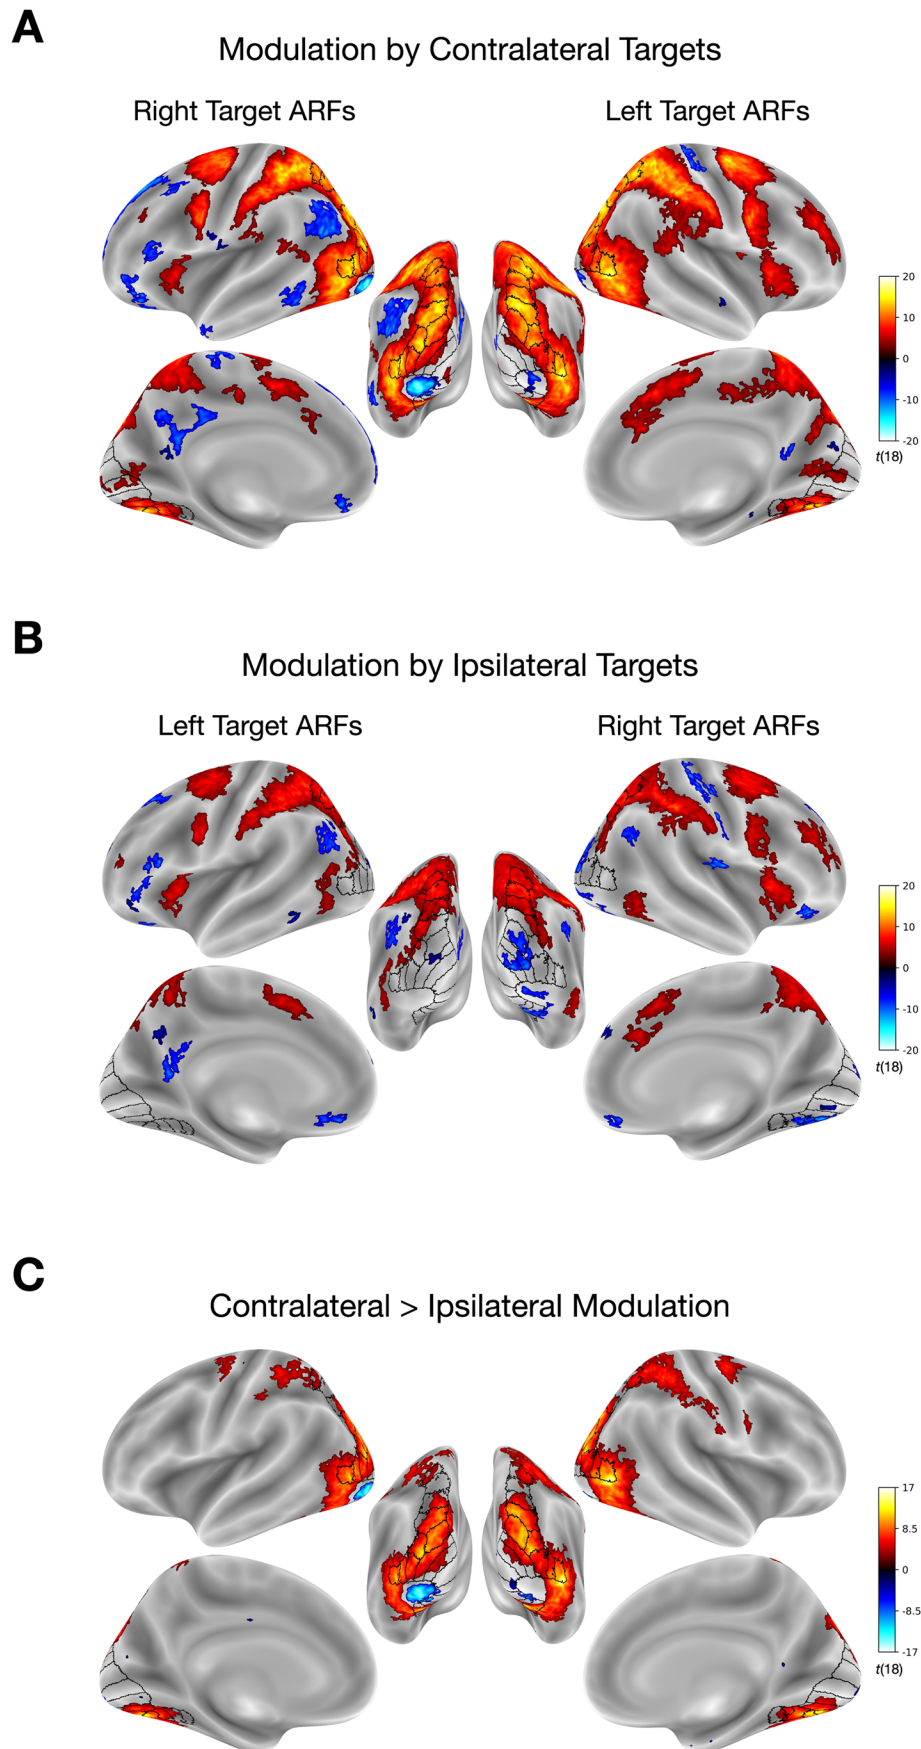 A
Modulation by Contralateral Targets
Right Target ARFs
Left Target ARFs
20
10
0
-10
-20
t(18)
B
Modulation by Ipsilateral Targets
Left Target ARFs
Right Target ARFs
20
10
0
-10
-20
t(18)
C
Contralateral > Ipsilateral Modulation
17
8.5
0
-8.5
-17
t(18)